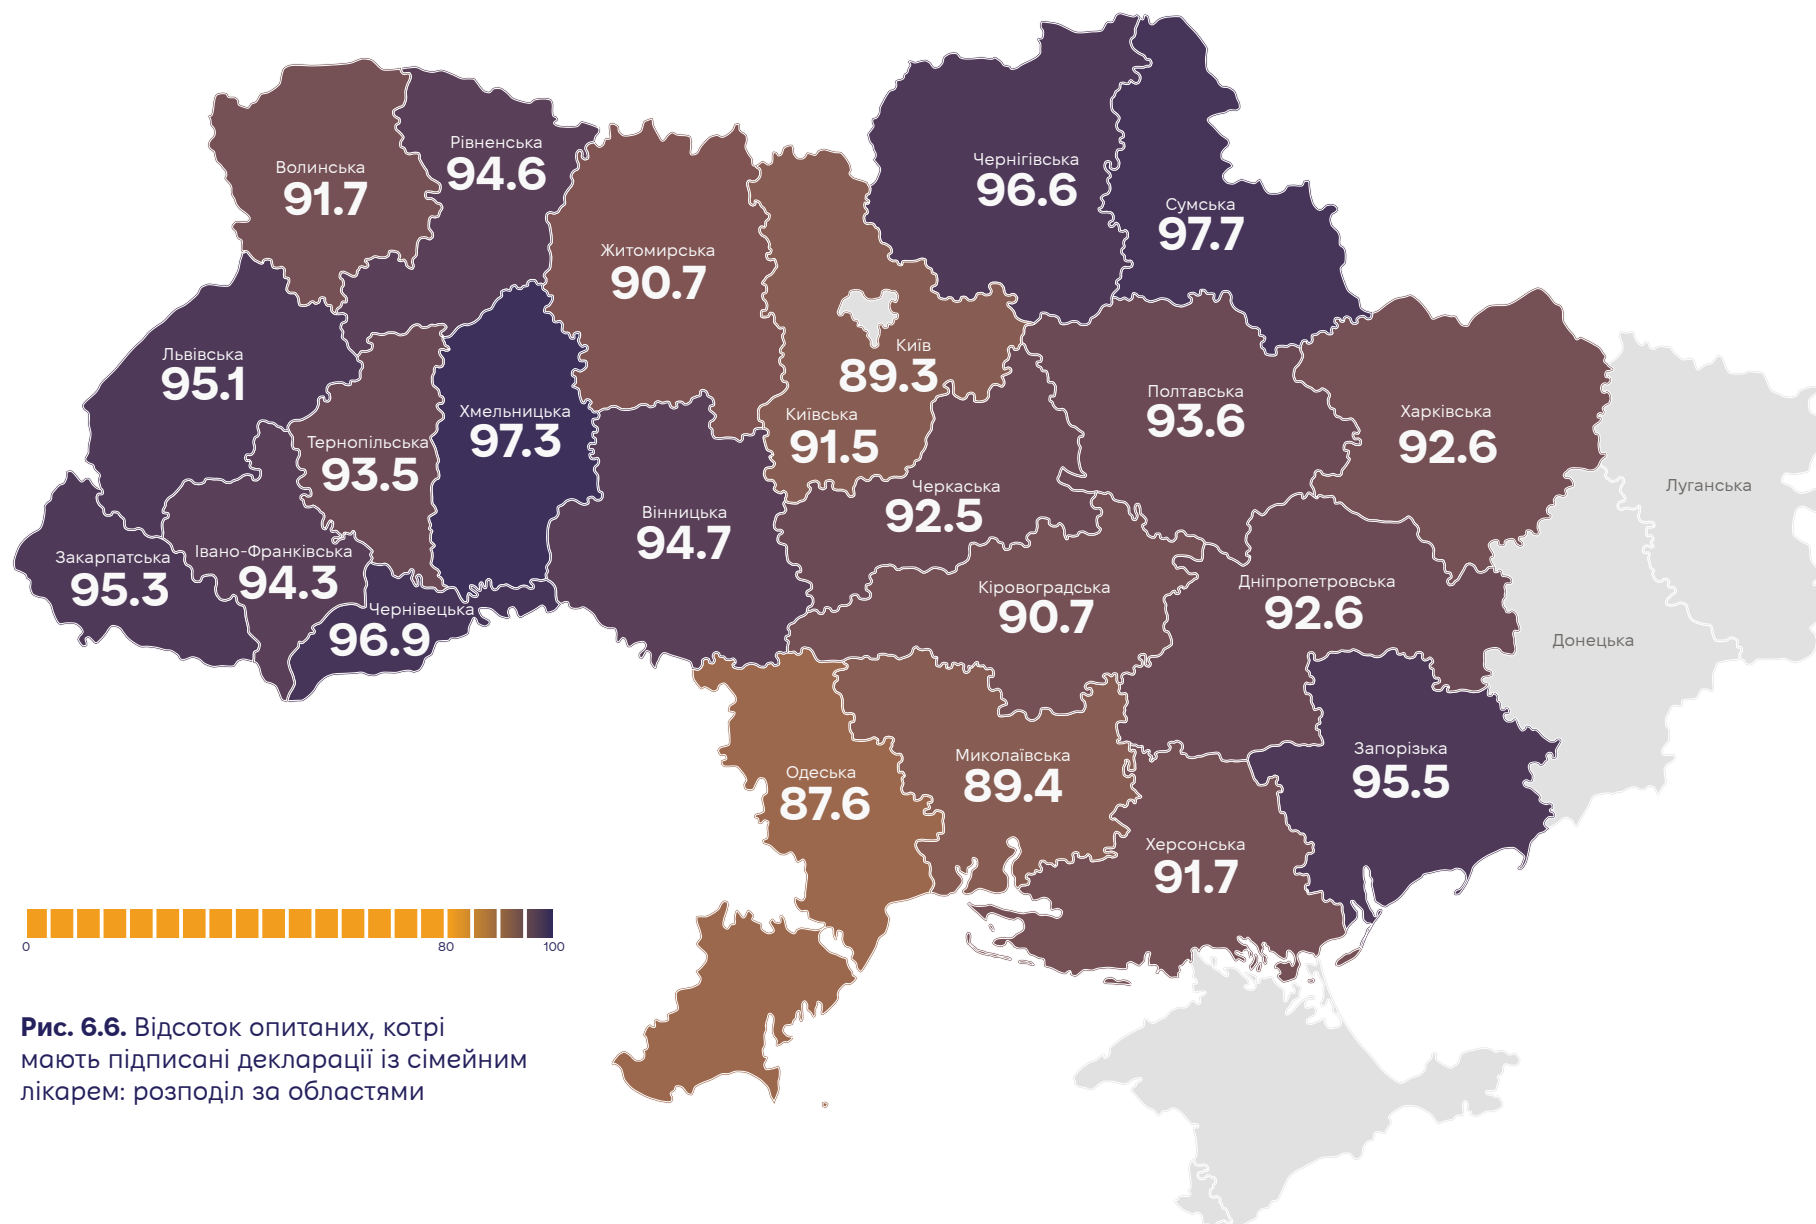 Волинська
91.7
Рівненська
94.6
Житомирська
90.7
Чернігівська
96.6
Сумська
97.7
Київ
89.3
Київська
91.5
Львівська
95.1
Тернопільська
93.5
Хмельницька
97.3
Полтавська
93.6
Харківська
92.6
Луганська
Закарпатська
95.3
Івано-Франківська
94.3
Чернівецька
96.9
Вінницька
94.7
Черкаська
92.5
Кіровоградська
90.7
Дніпропетровська
92.6
Донецька
Одеська
87.6
Миколаївська
89.4
Запорізька
95.5
Херсонська
91.7
0 80 100
Рис. 6.6. Відсоток опитаних, котрі
мають підписані декларації із сімейним
лікарем: розподіл за областями